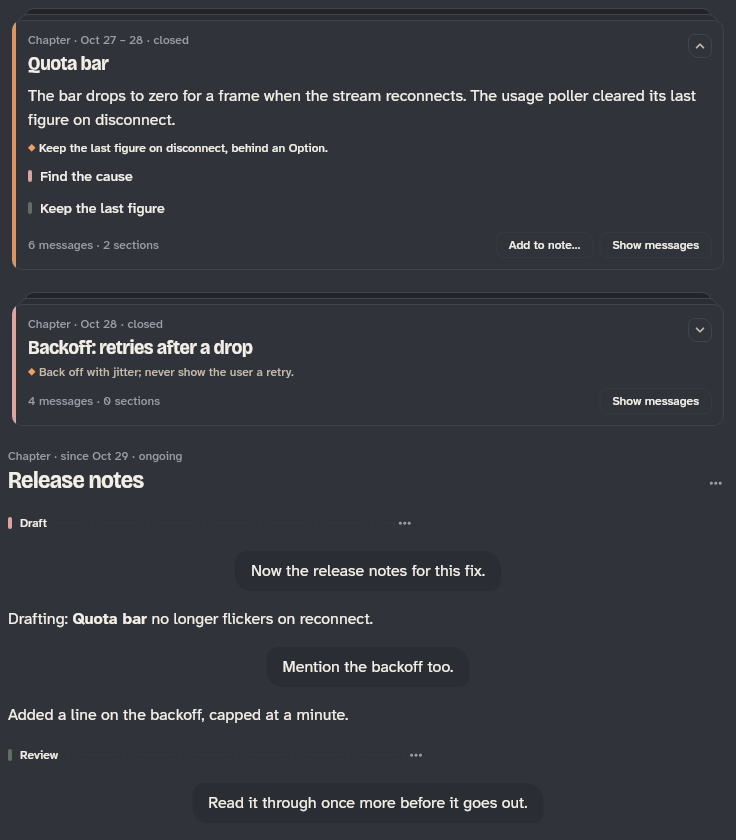 Chapter · Oct 27 – 28 · closed
Quota bar
The bar drops to zero for a frame when the stream reconnects. The usage poller cleared its last
figure on disconnect.
Keep the last figure on disconnect, behind an Option.
Find the cause
Keep the last figure
6 messages · 2 sections
Add to note...
Show messages
Chapter · Oct 28 · closed
Backoff: retries after a drop
Back off with jitter; never show the user a retry.
4 messages · 0 sections
Show messages
Chapter · since Oct 29 · ongoing
Release notes
Draft
Now the release notes for this fix.
Drafting: Quota bar no longer flickers on reconnect.
Mention the backoff too.
Added a line on the backoff, capped at a minute.
Review
Read it through once more before it goes out.